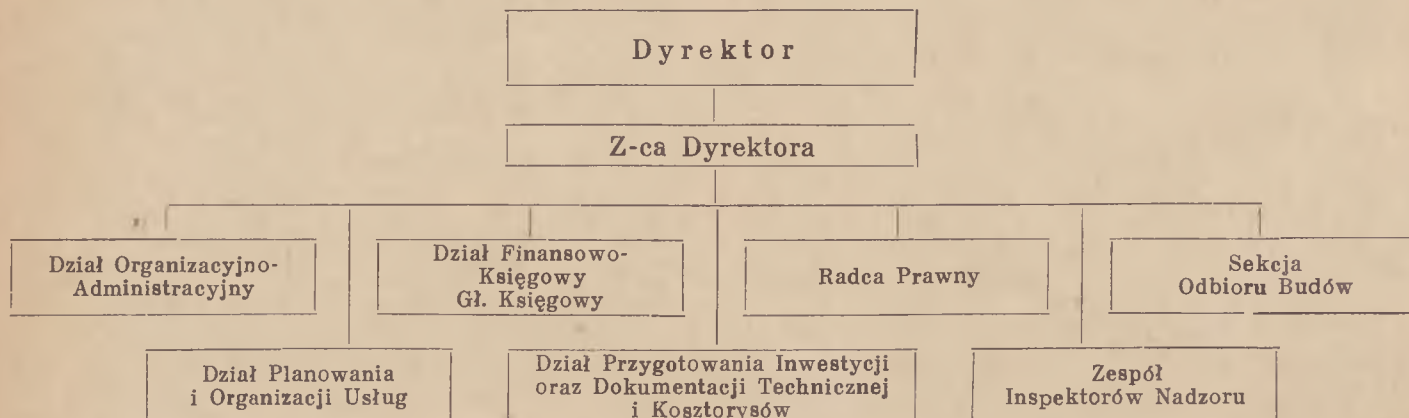 Dyrektor
Z-ca Dyrektora
Dział Organizacyjno-
Administracyjny
Dział Finansowo-
Księgowy
Gł. Księgowy
Radca Prawny
Sekcja
Odbioru Budów
Dział Planowania
i Organizacji Usług
Dział Przygotowania Inwestycji
oraz Dokumentacji Technicznej
i Kosztorysów
Zespół
Inspektorów Nadzoru